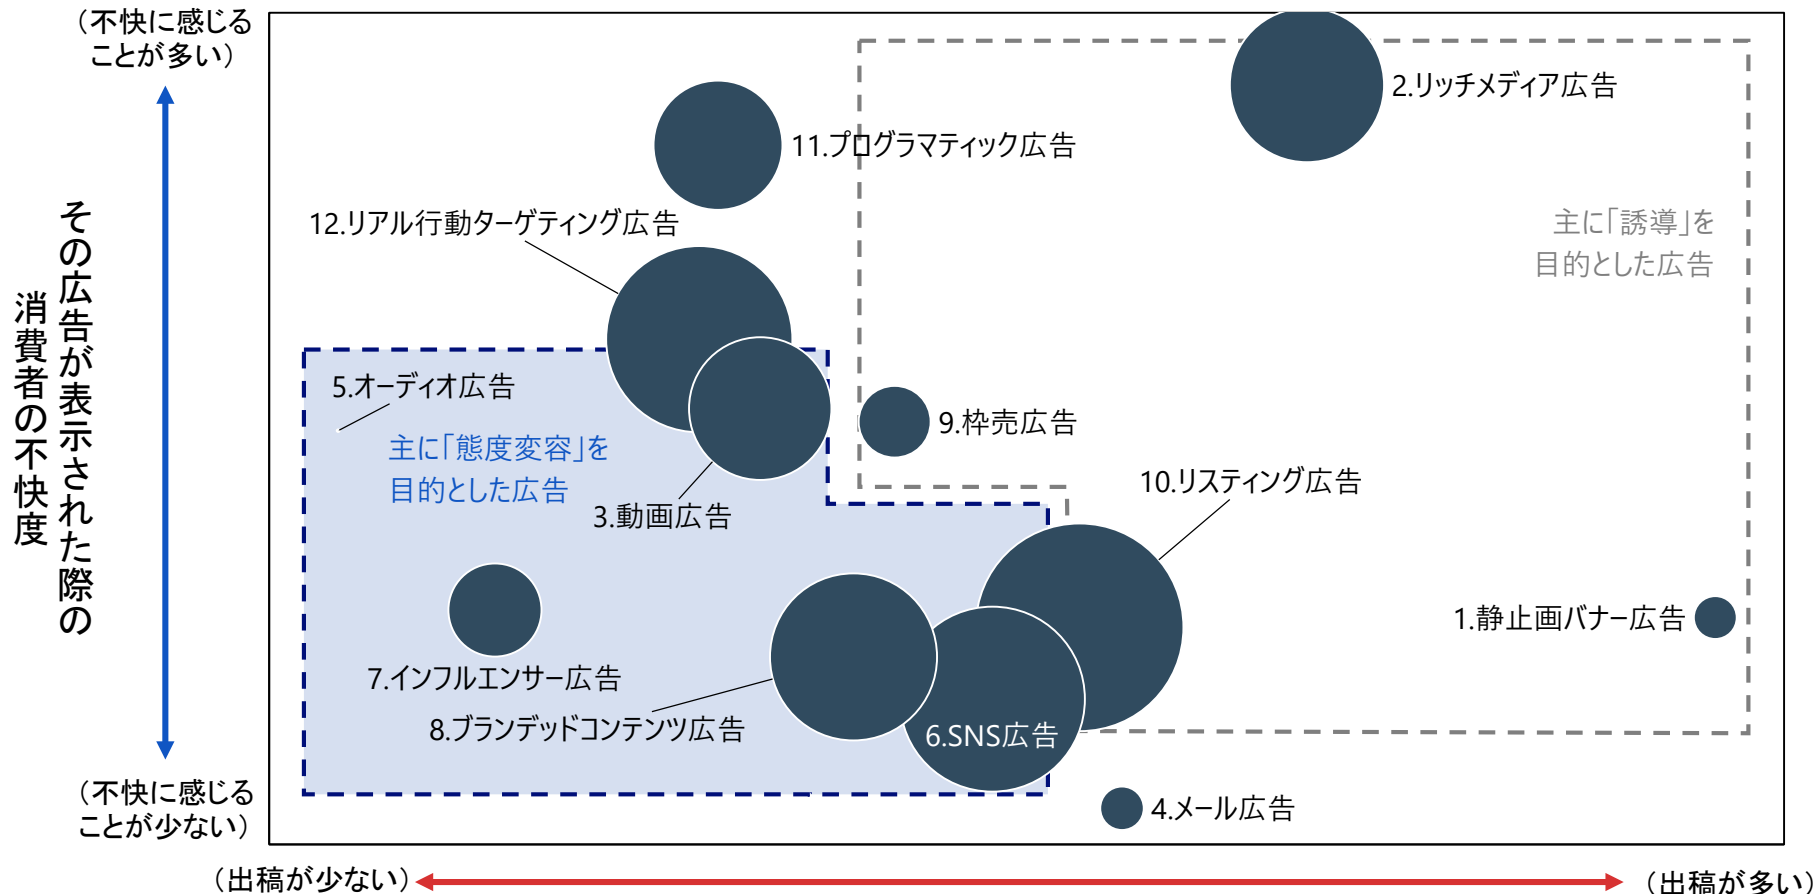 （不快に感じる
ことが多い）
その広告が表示された際の
消費者の不快度
（不快に感じる
ことが少ない）
2.リッチメディア広告
11.プログラマティック広告
12.リアル行動ターゲティング広告
主に「誘導」を
目的とした広告
5.オーディオ広告
主に「態度変容」を
目的とした広告
9.枠売広告
10.リスティング広告
3.動画広告
1.静止画バナー広告
7.インフルエンサー広告
8.ブランデッドコンテンツ広告
6.SNS広告
4.メール広告
（出稿が少ない）
（出稿が多い）